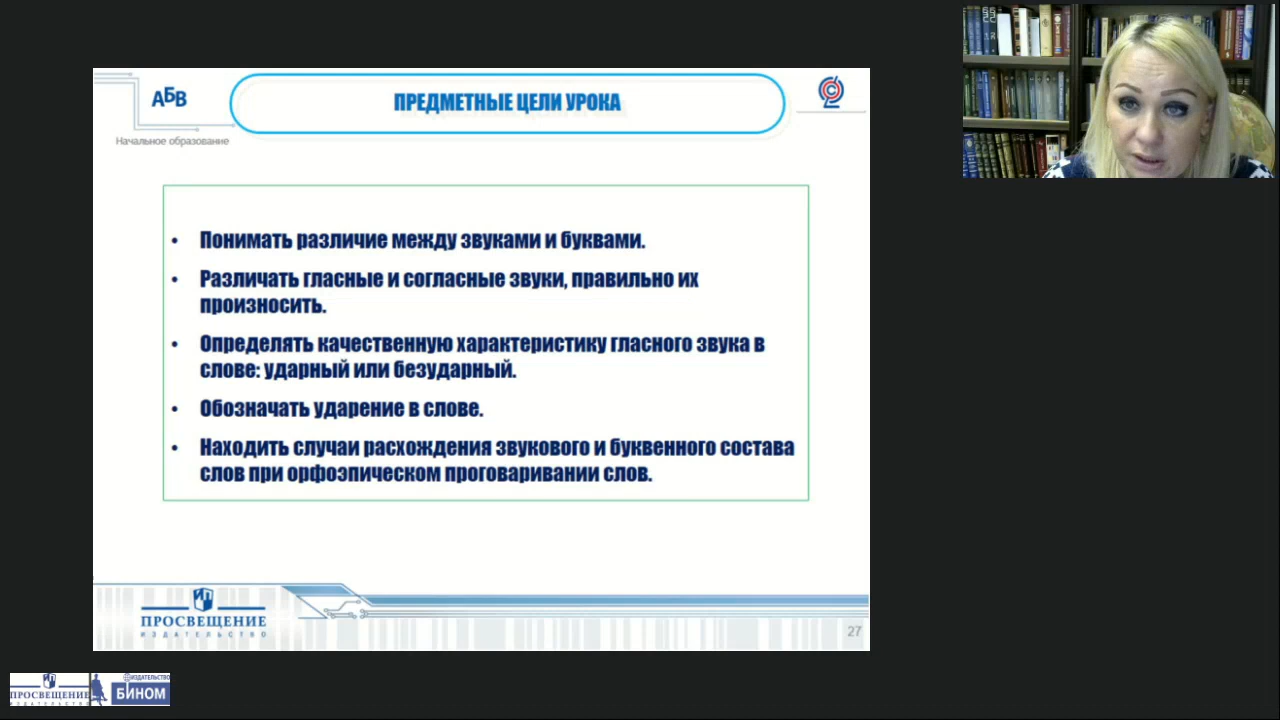 АБВ
Начальное образование
ПРЕДМЕТНЫЕ ЦЕЛИ УРОКА
• Понимать различие между звуками и буквами.
• Различать гласные и согласные звуки, правильно их
произносить.
• Определять качественную характеристику гласного звука в
слове: ударный или безударный.
• Обозначать ударение в слове.
• Находить случаи расхождения звукового и буквенного состава
слов при орфоэпическом проговаривании слов.
ПРОСВЕЩЕНИЕ
ИЗДАТЕЛЬСТВО
27
ПРОСВЕЩЕНИЕ
ИЗДАТЕЛЬСТВО
ИЗДАТЕЛЬСТВО
БИНОМ